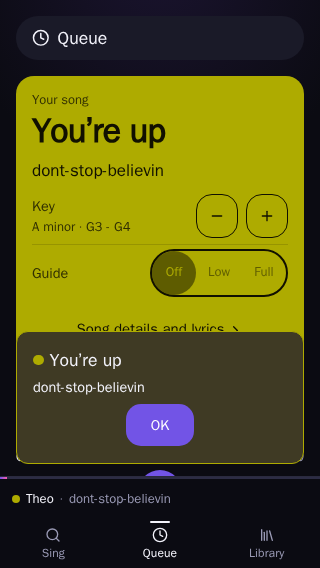 Queue
Your song
You're up
dont-stop-believin
Key
A minor · G3 - G4
Guide
Off
Low
Full
Song details and lyrics
You're up
dont-stop-believin
OK
Theo · dont-stop-believin
Sing
Queue
Library